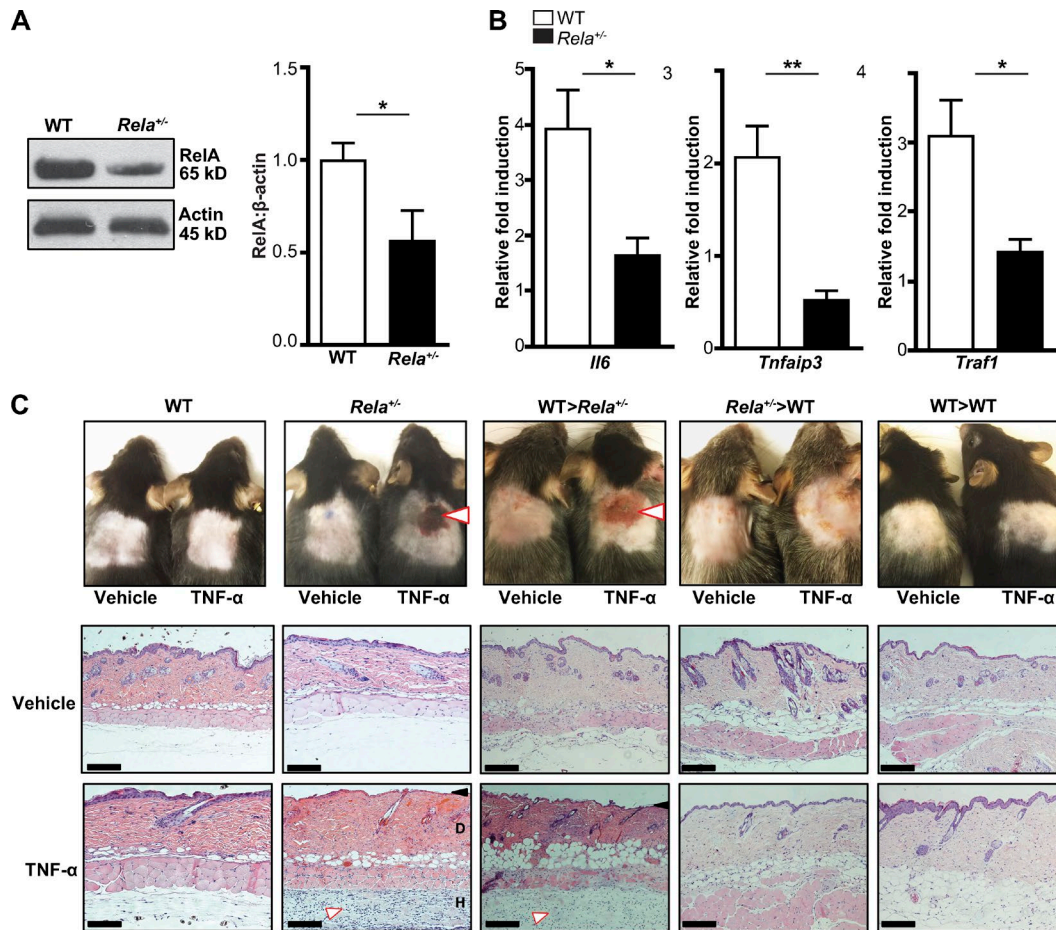 A
WT
Rela+/-
RelA
65 kD
Actin
45 kD
RelA:β-actin
1.5
1.0
0.5
0.0
*
WT
Rela+/-
B
WT
Rela+/-
Relative fold induction
5
4
3
2
1
0
*
Il6
Relative fold induction
3
2
1
0
**
Tnfaip3
Relative fold induction
4
3
2
1
0
*
Traf1
C
WT
Rela+/-
WT>Rela+/-
Rela+/->WT
WT>WT
Vehicle TNF-α
Vehicle TNF-α
Vehicle TNF-α
Vehicle TNF-α
Vehicle TNF-α
Vehicle
TNF-α
D
H